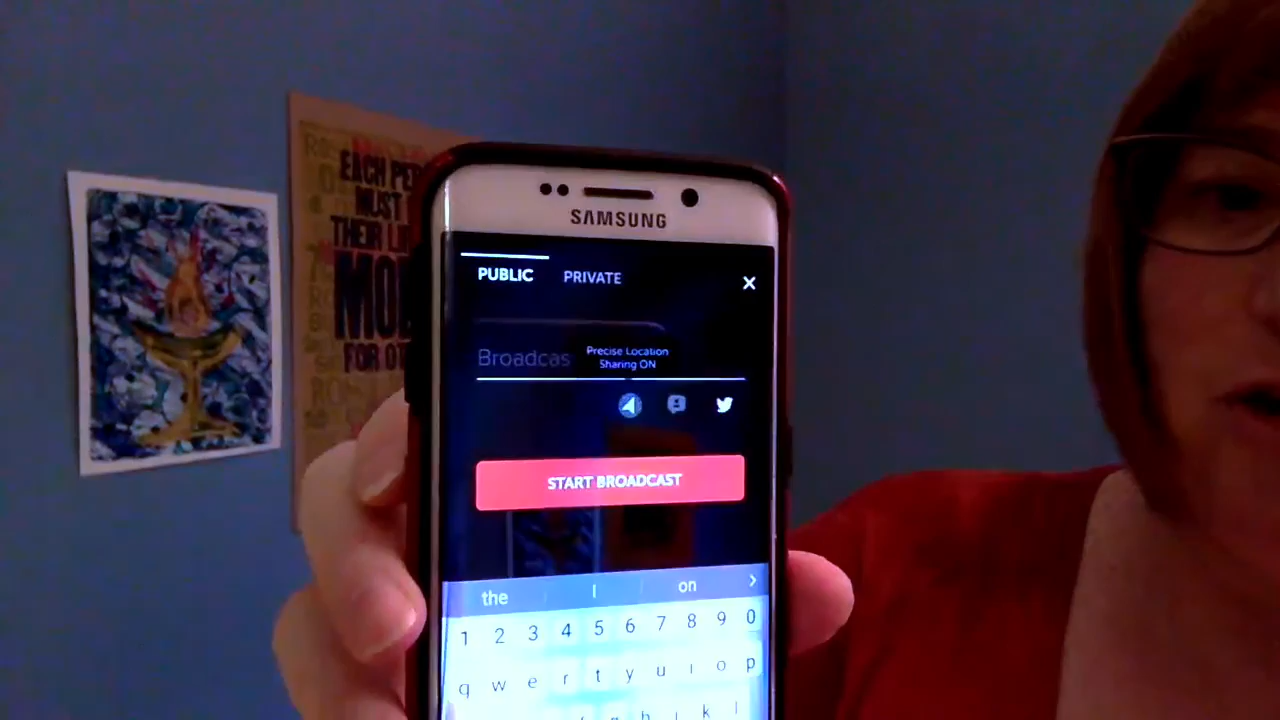 EACH PE
MUST
THEIR LI
MO
FOR OT
SAMSUNG
PUBLIC PRIVATE ×
Broadcas
Precise Location
Sharing ON
START BROADCAST
the I on >
1 2 3 4 5 6 7 8 9 0
q w e r t y u i o p
f g h j k l